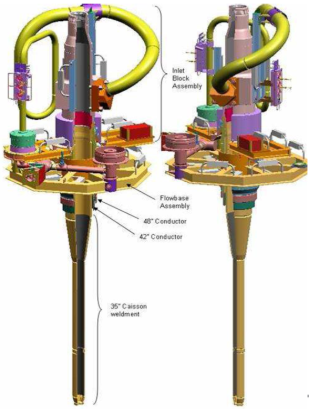 Inlet
Block
Assembly
Flowbase
Assembly
48" Conductor
42" Conductor
35" Caisson
weldment